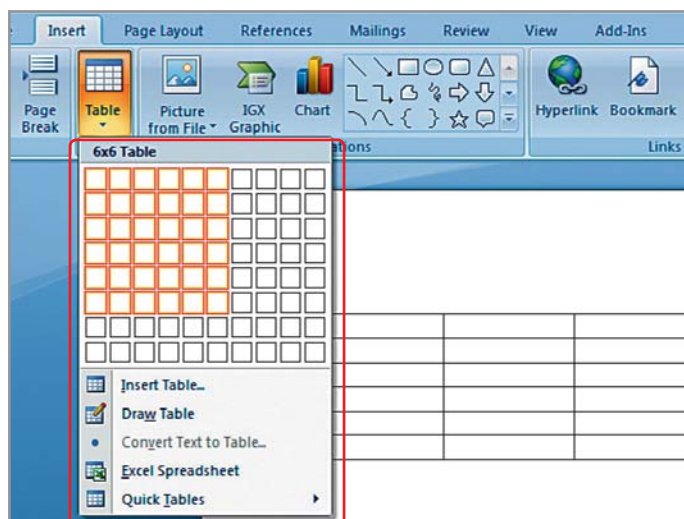 Insert Page Layout References Mailings Review View Add-Ins
Page Break
Table
Picture from File
IGX Graphic
Chart
Hyperlink
Bookmark
Links
6x6 Table
Insert Table...
Draw Table
Convert Text to Table...
Excel Spreadsheet
Quick Tables